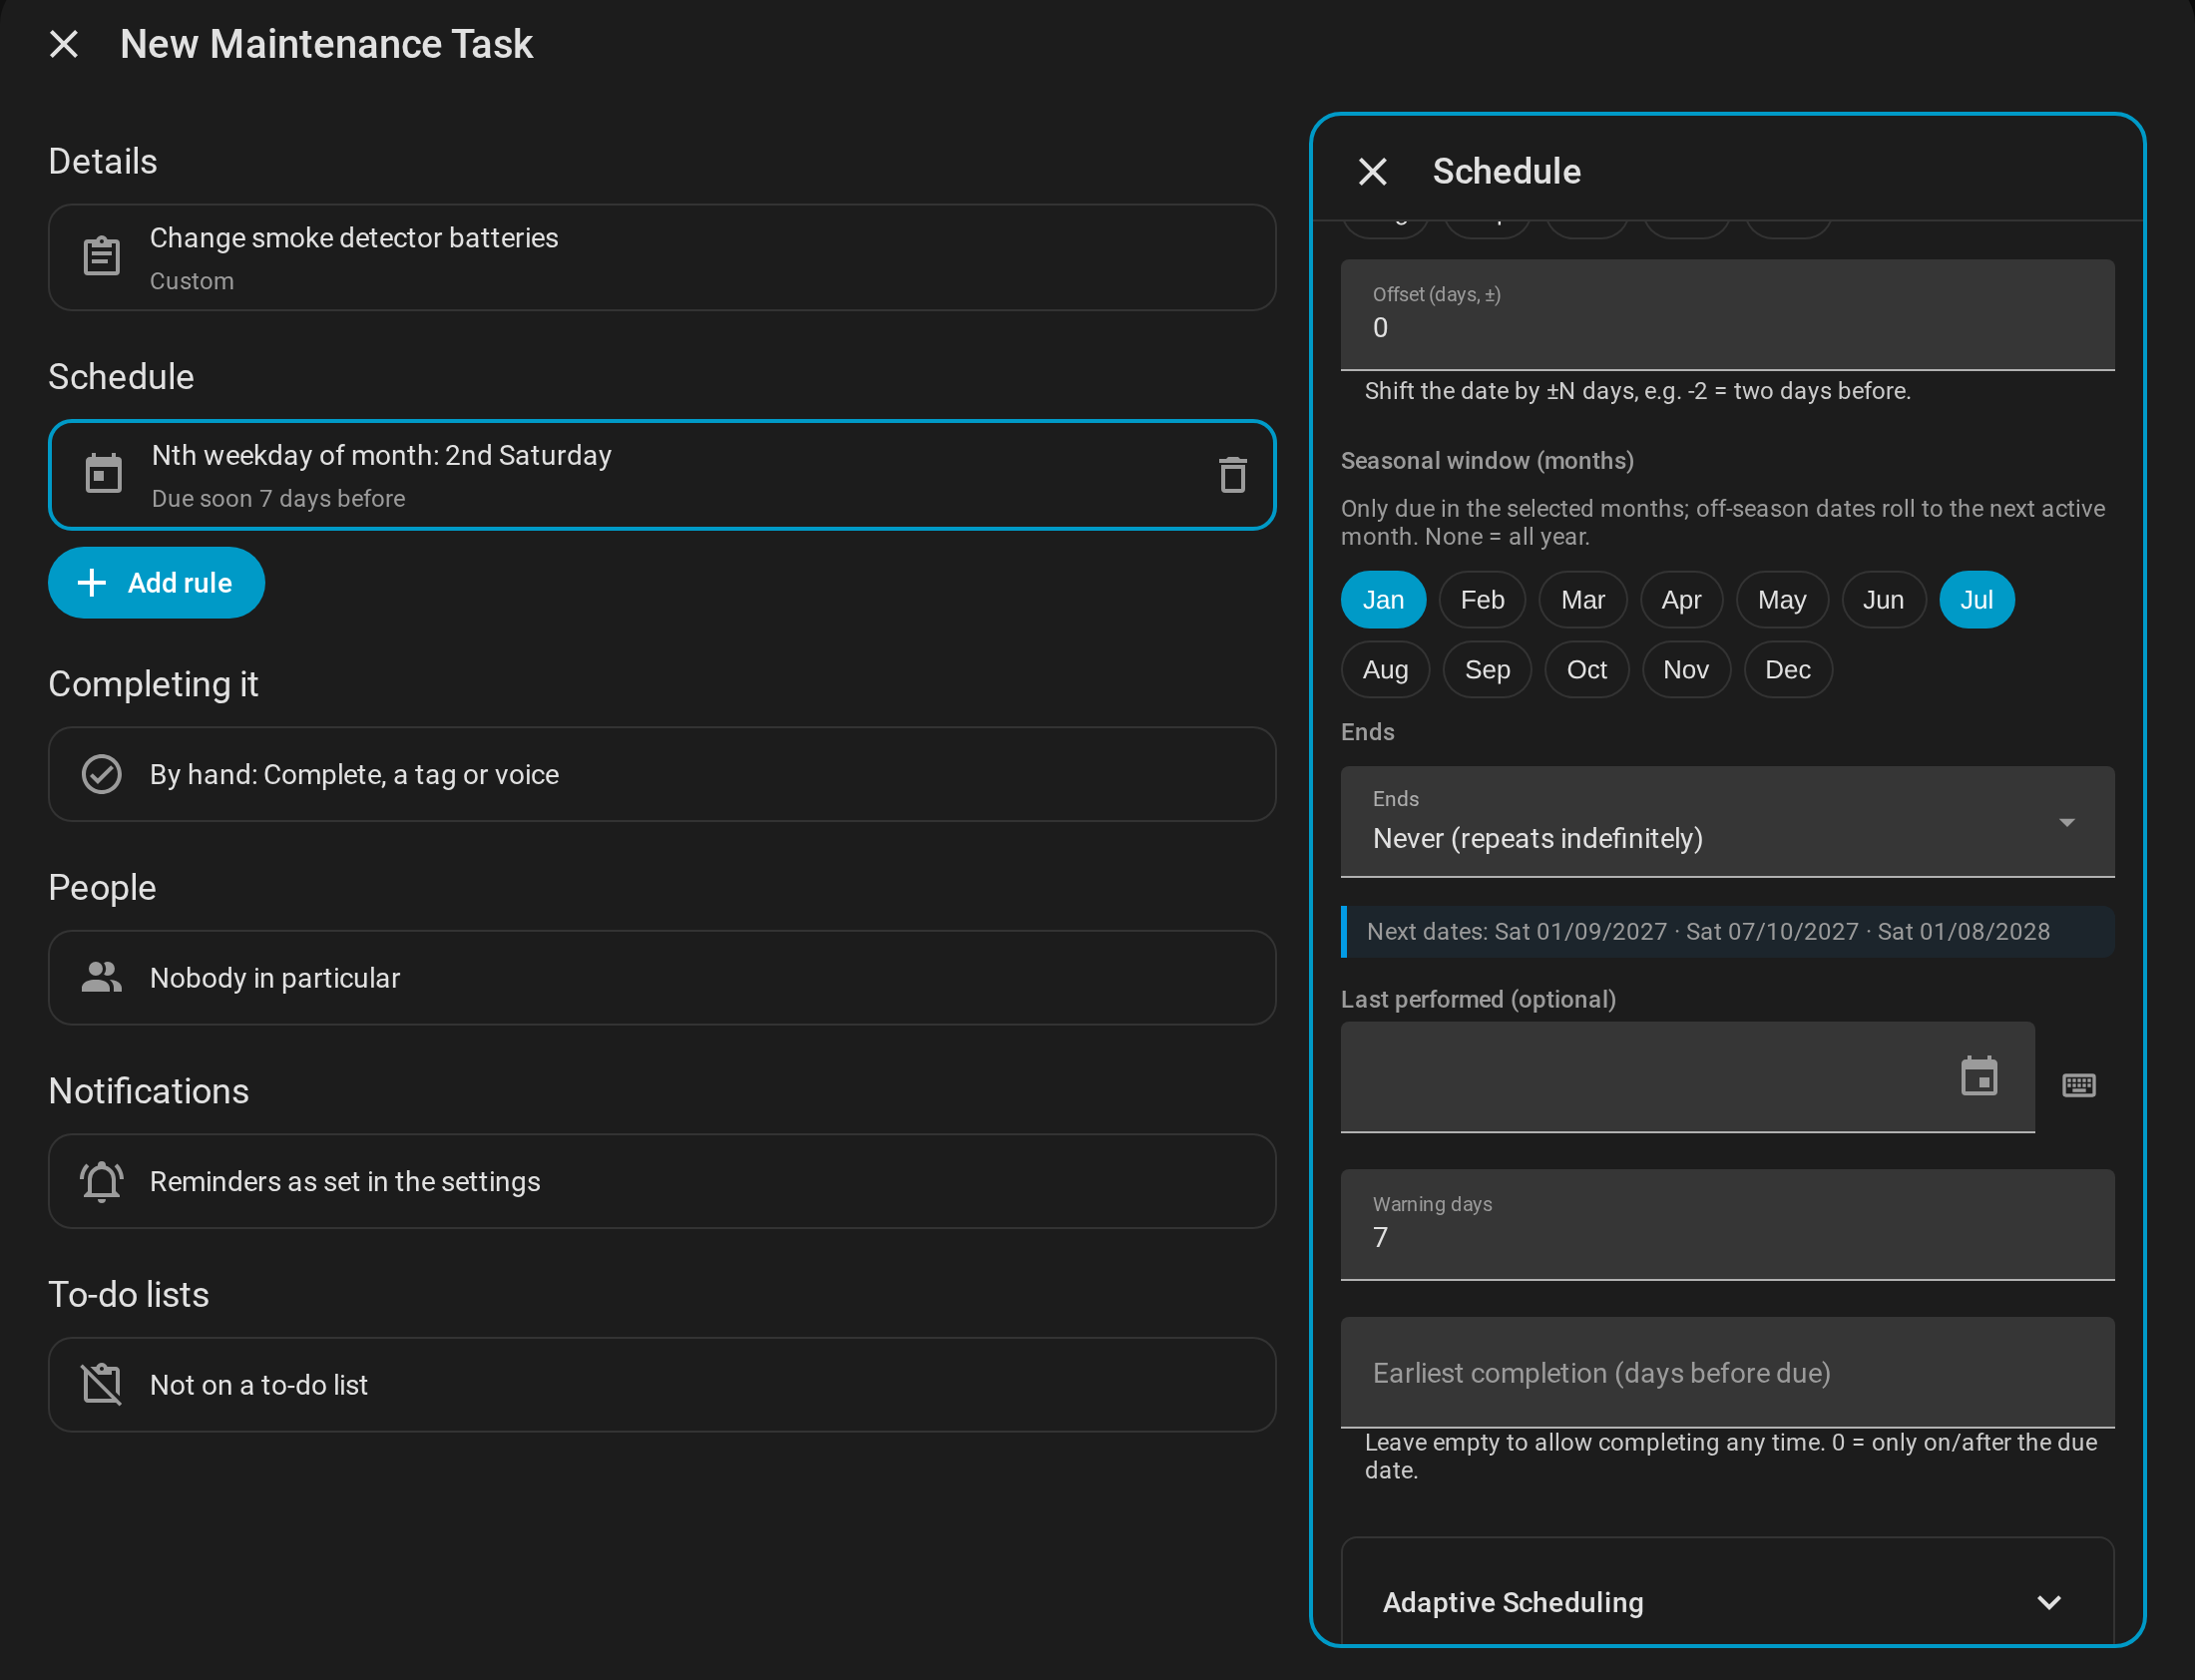 New Maintenance Task
Details
Change smoke detector batteries
Custom
Schedule
Nth weekday of month: 2nd Saturday
Due soon 7 days before
Add rule
Completing it
By hand: Complete, a tag or voice
People
Nobody in particular
Notifications
Reminders as set in the settings
To-do lists
Not on a to-do list
Schedule
Offset (days, ±)
0
Shift the date by ±N days, e.g. -2 = two days before.
Seasonal window (months)
Only due in the selected months; off-season dates roll to the next active
month. None = all year.
Jan Feb Mar Apr May Jun Jul
Aug Sep Oct Nov Dec
Ends
Ends
Never (repeats indefinitely)
Next dates: Sat 01/09/2027 · Sat 07/10/2027 · Sat 01/08/2028
Last performed (optional)
Warning days
7
Earliest completion (days before due)
Leave empty to allow completing any time. 0 = only on/after the due
date.
Adaptive Scheduling